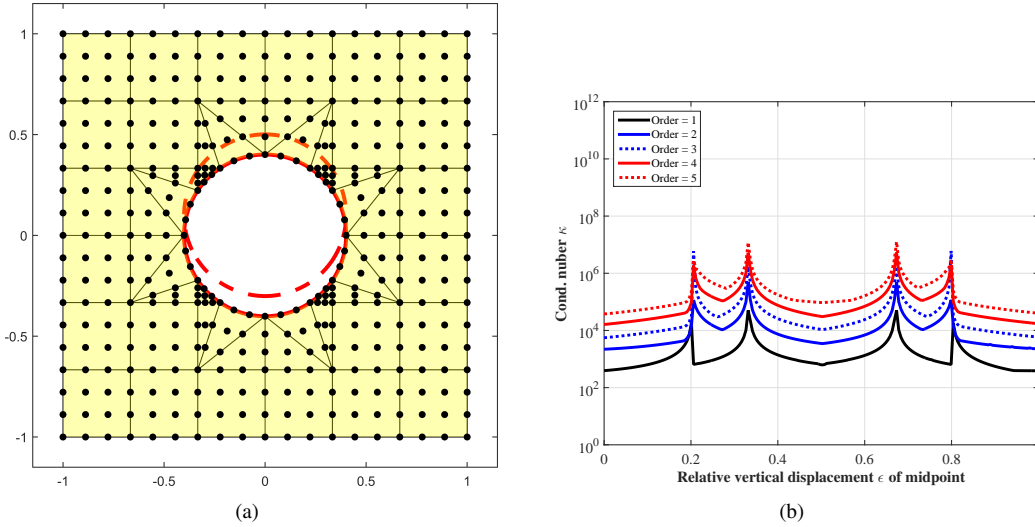 1
0.5
0
-0.5
-1
-1
-0.5
0
0.5
1
(a)
Cond. nuber κ
10^12
10^10
10^8
10^6
10^4
10^2
10^0
Order = 1
Order = 2
Order = 3
Order = 4
Order = 5
0
0.2
0.4
0.6
0.8
Relative vertical displacement ϵ of midpoint
(b)